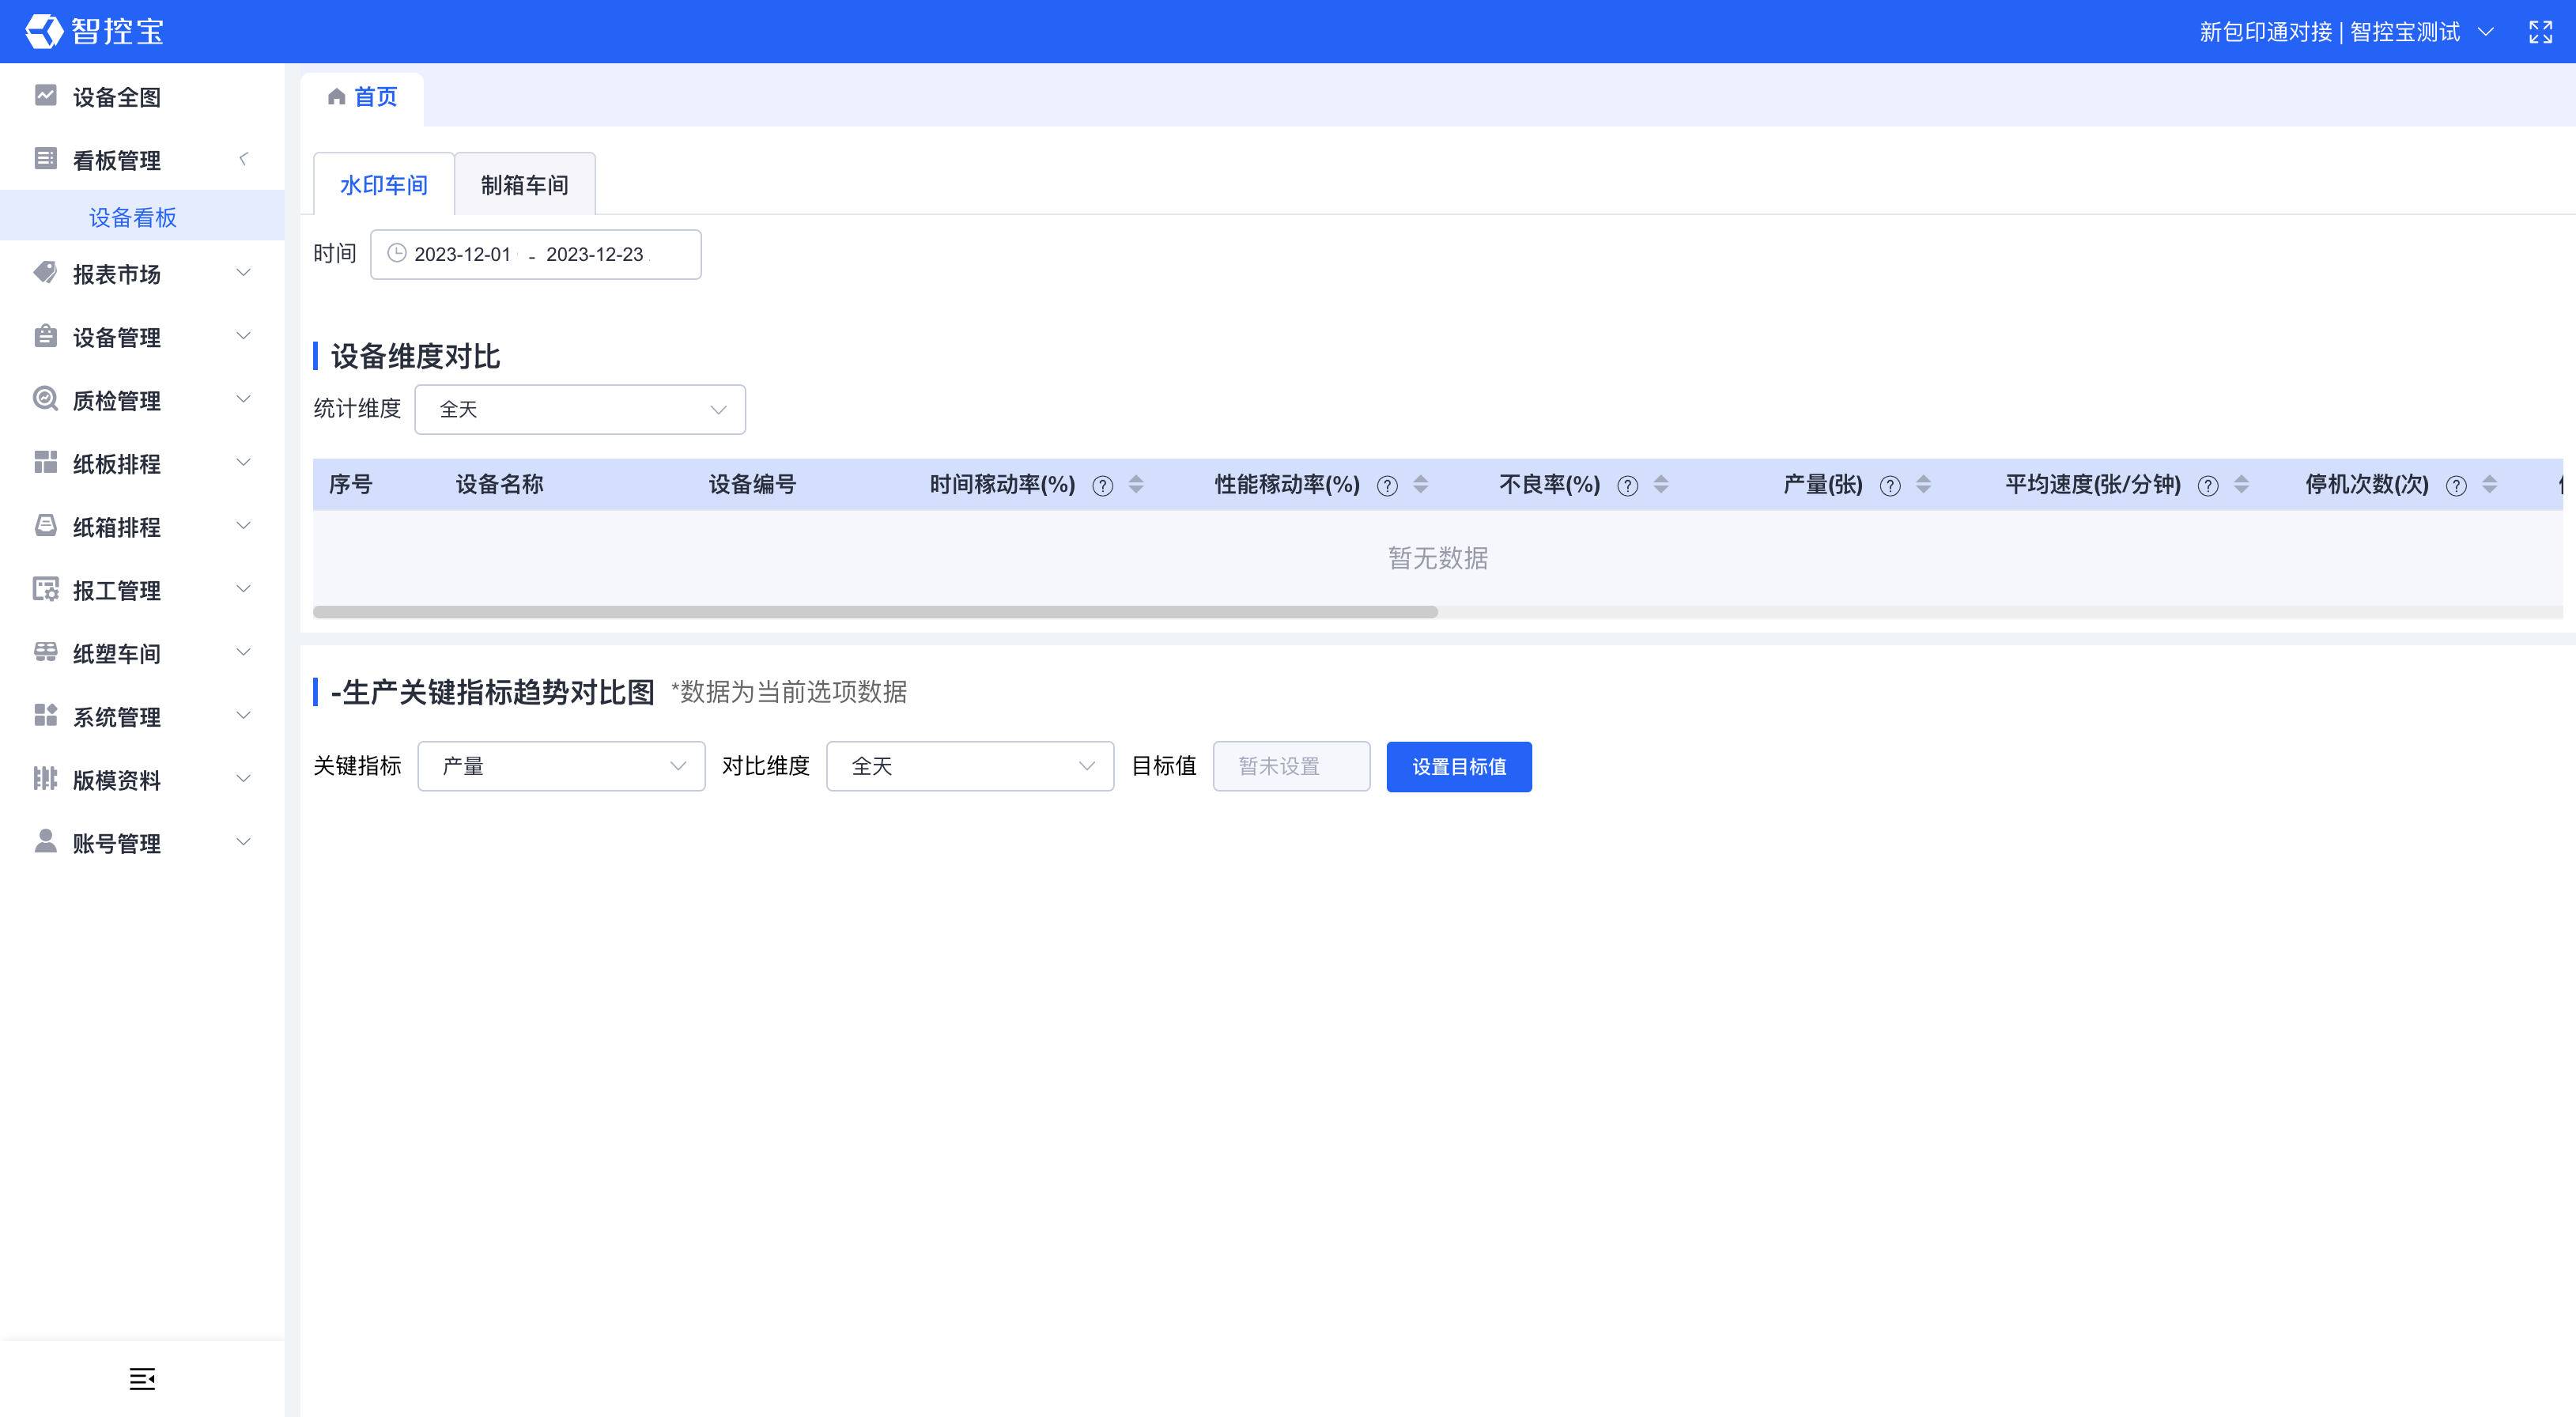 智控宝
新包印通对接 | 智控宝测试
设备全图
看板管理
设备看板
报表市场
设备管理
质检管理
纸板排程
纸箱排程
报工管理
纸塑车间
系统管理
版模资料
账号管理
首页
水印车间 制箱车间
时间 2023-12-01 - 2023-12-23
设备维度对比
统计维度 全天
序号 设备名称 设备编号 时间稼动率(%) 性能稼动率(%) 不良率(%) 产量(张) 平均速度(张/分钟) 停机次数(次)
暂无数据
-生产关键指标趋势对比图 *数据为当前选项数据
关键指标 产量 对比维度 全天 目标值 暂未设置 设置目标值